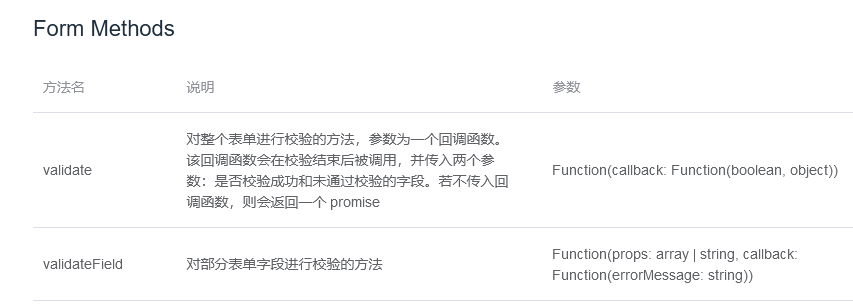 Form Methods
方法名 说明 参数
对整个表单进行校验的方法，参数为一个回调函数。
该回调函数会在校验结束后被调用，并传入两个参
validate 数：是否校验成功和未通过校验的字段。若不传入回 Function(callback: Function(boolean, object))
调函数，则会返回一个 promise
validateField 对部分表单字段进行校验的方法 Function(props: array | string, callback:
Function(errorMessage: string))